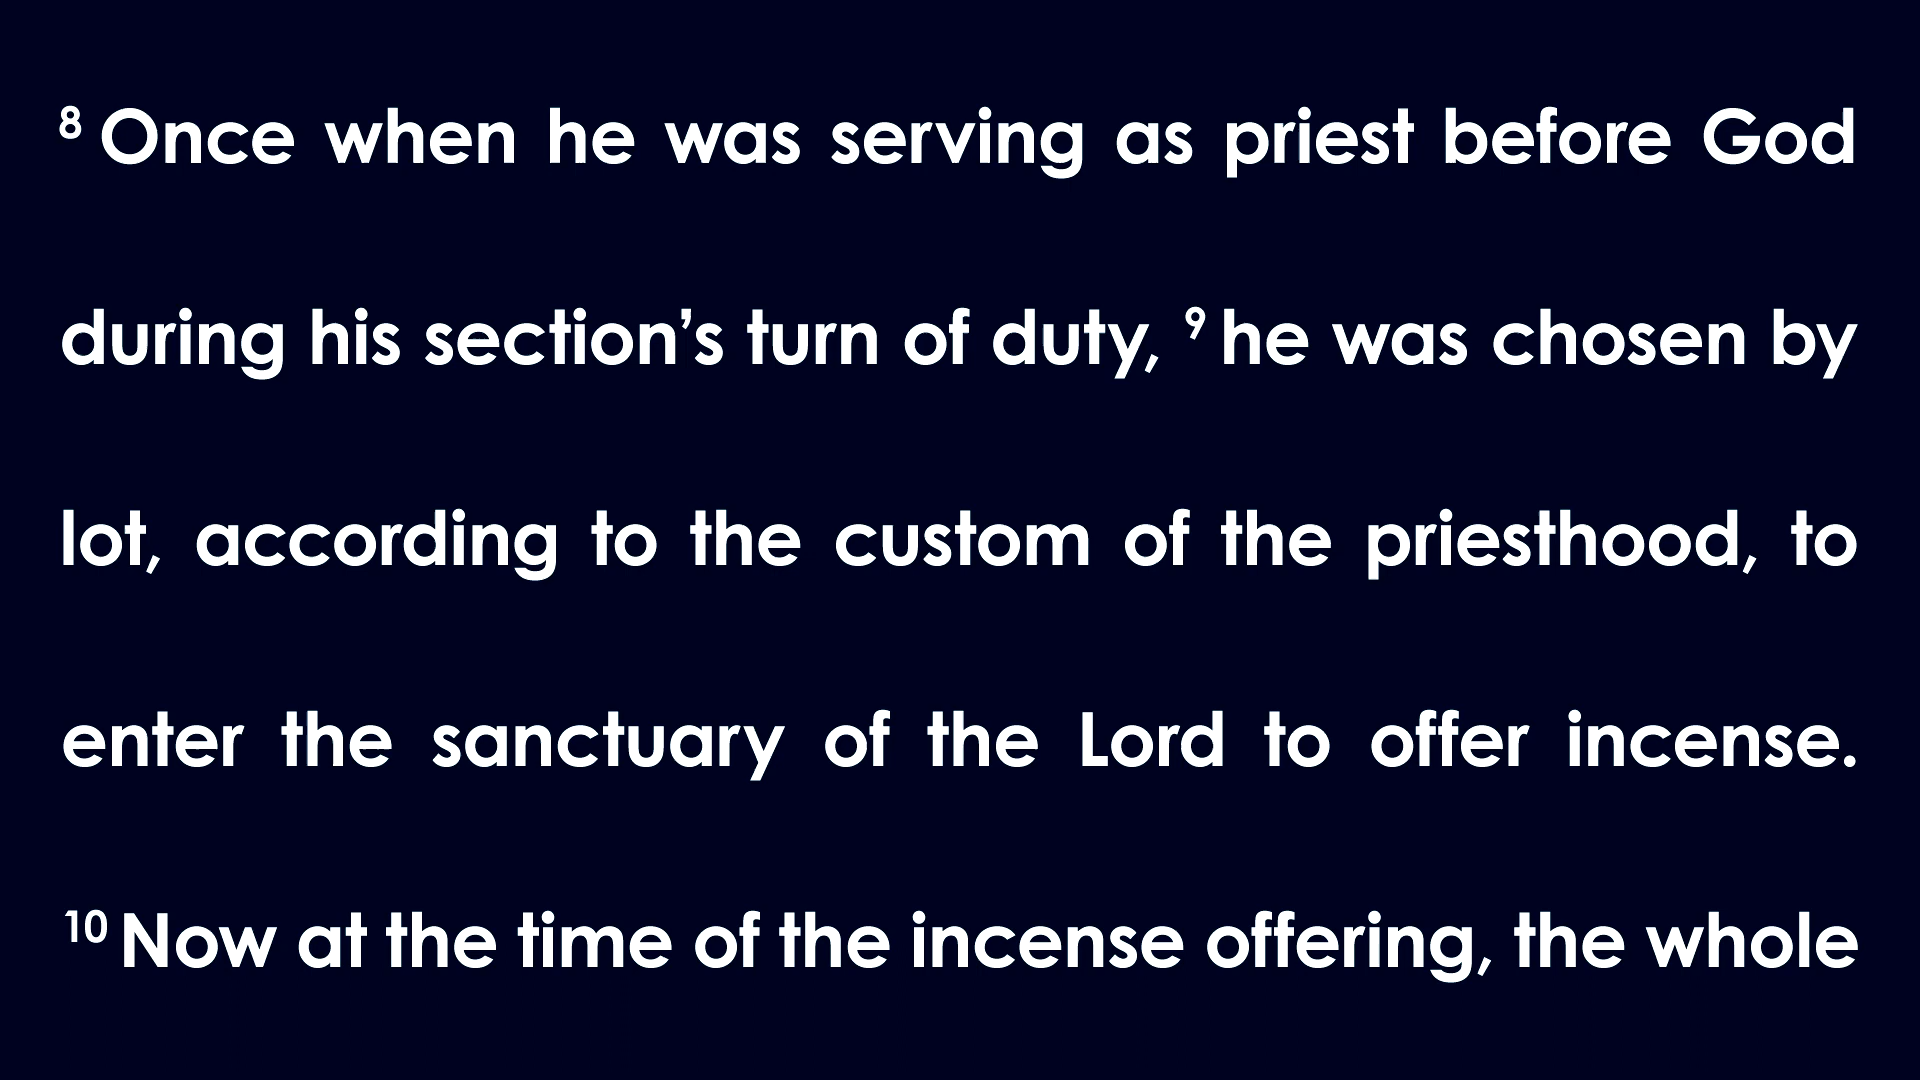 8 Once when he was serving as priest before God
during his section’s turn of duty, 9 he was chosen by
lot, according to the custom of the priesthood, to
enter the sanctuary of the Lord to offer incense.
10 Now at the time of the incense offering, the whole